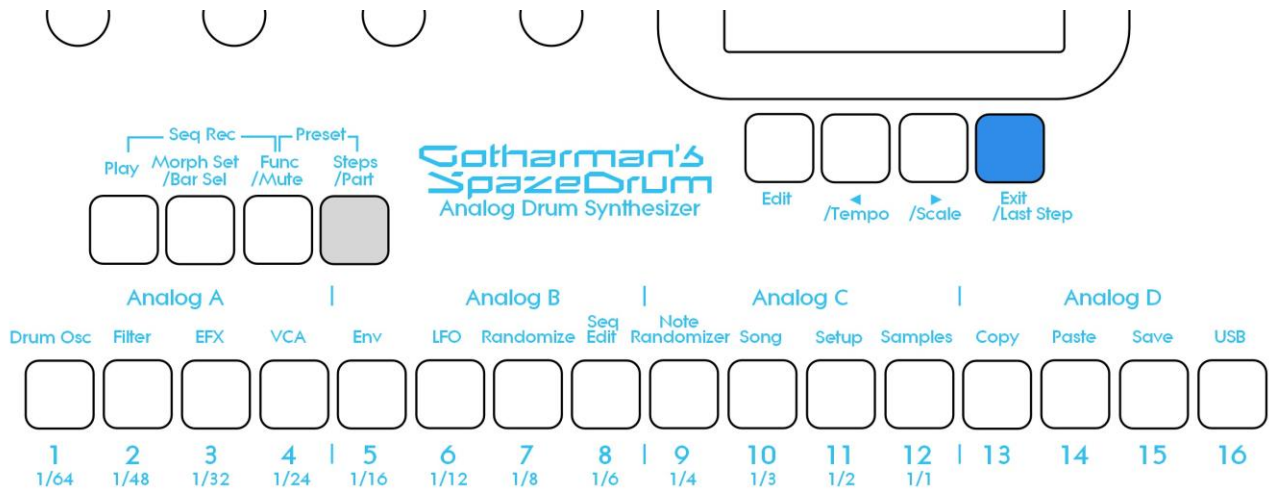 Seq Rec Preset
Play Morph Set /Bar Sel Func /Mute Steps /Part
Gotharman's
SpazeDrum
Analog Drum Synthesizer
Edit ◄ /Tempo ► /Scale Exit /Last Step
Analog A | Analog B | Analog C | Analog D
Drum Osc Filter EFX VCA Env LFO Randomize Seq Edit Note Randomizer Song Setup Samples Copy Paste Save USB
1 2 3 4 | 5 6 7 8 | 9 10 11 12 | 13 14 15 16
1/64 1/48 1/32 1/24 1/16 1/12 1/8 1/6 1/4 1/3 1/2 1/1